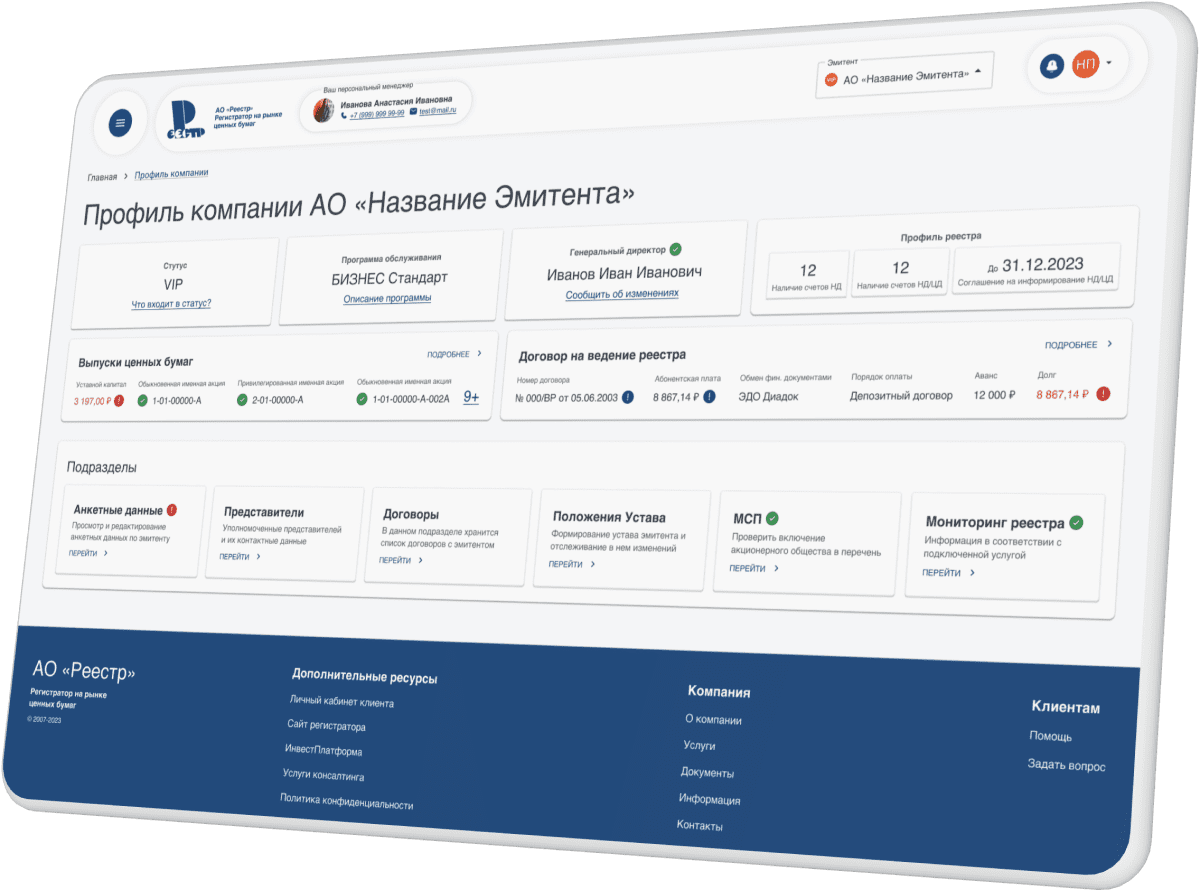 Ваш персональный менеджер
Иванова Анастасия Ивановна
+7 (999) 999 99-99 test@mail.ru
РЕЕСТР
АО «Реестр»
Регистратор на рынке
ценных бумаг
Эмитент
АО «Название Эмитента»
НП
Главная > Профиль компании
Профиль компании АО «Название Эмитента»
Статус
VIP
Что входит в статус?
Программа обслуживания
БИЗНЕС Стандарт
Описание программы
Генеральный директор
Иванов Иван Иванович
Сообщить об изменениях
Профиль реестра
12
Наличие счетов НД
12
Наличие счетов НД/ЦД
До 31.12.2023
Соглашение на информирование НД/ЦД
Выпуски ценных бумаг
ПОДРОБНЕЕ >
Уставной капитал Обыкновенная именная акция Привилегированная именная акция Обыкновенная именная акция
3 197,00 ₽ ! 1-01-00000-А 2-01-00000-А 1-01-00000-А-002А 9+
Договор на ведение реестра
ПОДРОБНЕЕ >
Номер договора Абонентская плата Обмен фин. документами Порядок оплаты Аванс Долг
№ 000/ВР от 05.06.2003 ! 8 867,14 ₽ ! ЭДО Диадок Депозитный договор 12 000 ₽ 8 867,14 ₽ !
Подразделы
Анкетные данные !
Просмотр и редактирование
анкетных данных по эмитенту
ПЕРЕЙТИ >
Представители
Уполномоченные представителей
и их контактные данные
ПЕРЕЙТИ >
Договоры
В данном подразделе хранится
список договоров с эмитентом
ПЕРЕЙТИ >
Положения Устава
Формирование устава эмитента и
отслеживание в нем изменений
ПЕРЕЙТИ >
МСП
Проверить включение
акционерного общества в перечень
ПЕРЕЙТИ >
Мониторинг реестра
Информация в соответствии с
подключенной услугой
ПЕРЕЙТИ >
АО «Реестр»
Регистратор на рынке
ценных бумаг
© 2007-2023
Дополнительные ресурсы
Личный кабинет клиента
Сайт регистратора
ИнвестПлатформа
Услуги консалтинга
Политика конфиденциальности
Компания
О компании
Услуги
Документы
Информация
Контакты
Клиентам
Помощь
Задать вопрос